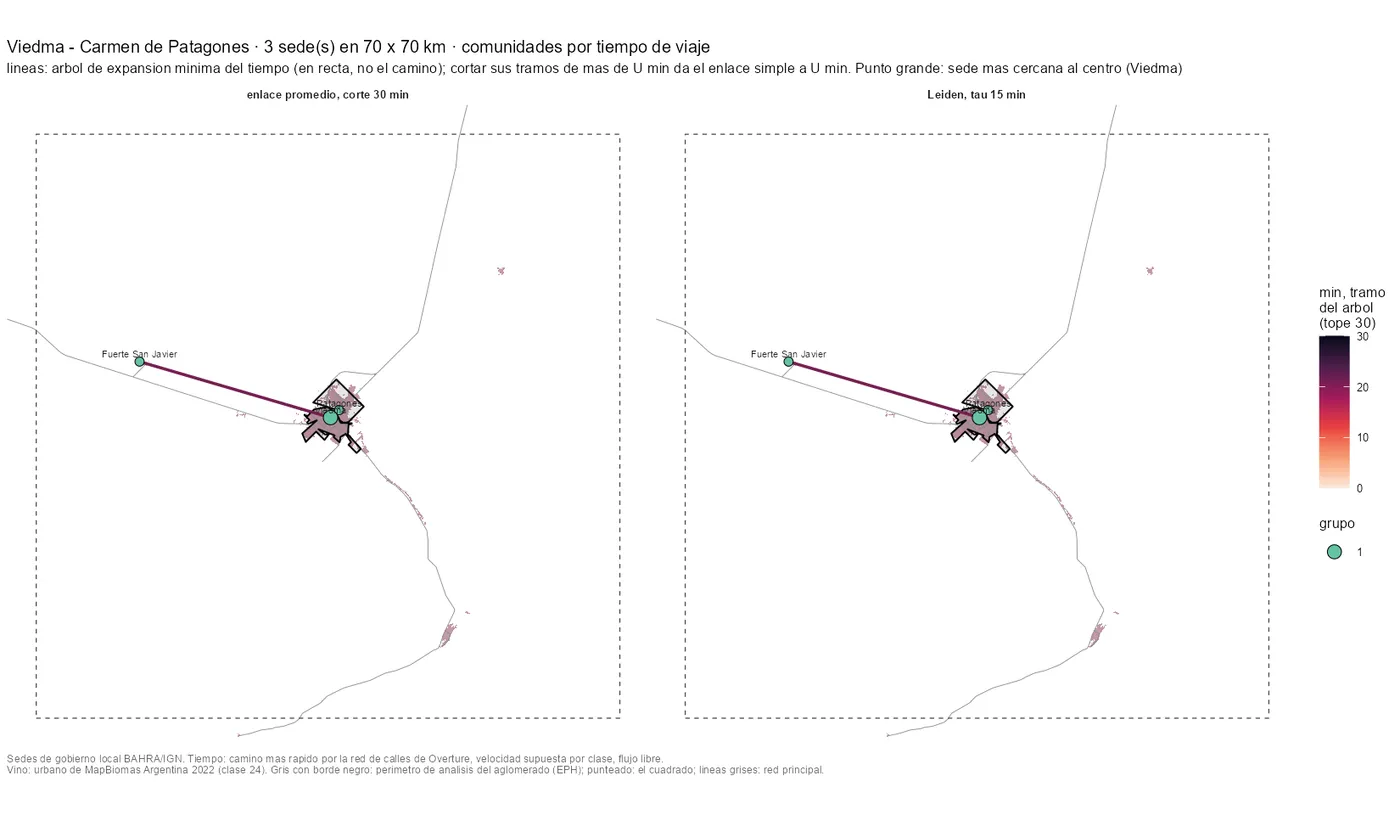 Viedma - Carmen de Patagones · 3 sede(s) en 70 x 70 km · comunidades por tiempo de viaje
lineas: arbol de expansion minima del tiempo (en recta, no el camino); cortar sus tramos de mas de U min da el enlace simple a U min. Punto grande: sede mas cercana al centro (Viedma)
enlace promedio, corte 30 min
Leiden, tau 15 min
Fuerte San Javier
Patagones
Fuerte San Javier
Patagones
min, tramo
del arbol
(tope 30)
30
20
10
0
grupo
1
Sedes de gobierno local BAHRA/IGN. Tiempo: camino mas rapido por la red de calles de Overture, velocidad supuesta por clase, flujo libre.
Vino: urbano de MapBiomas Argentina 2022 (clase 24). Gris con borde negro: perimetro de analisis del aglomerado (EPH); punteado: el cuadrado; lineas grises: red principal.